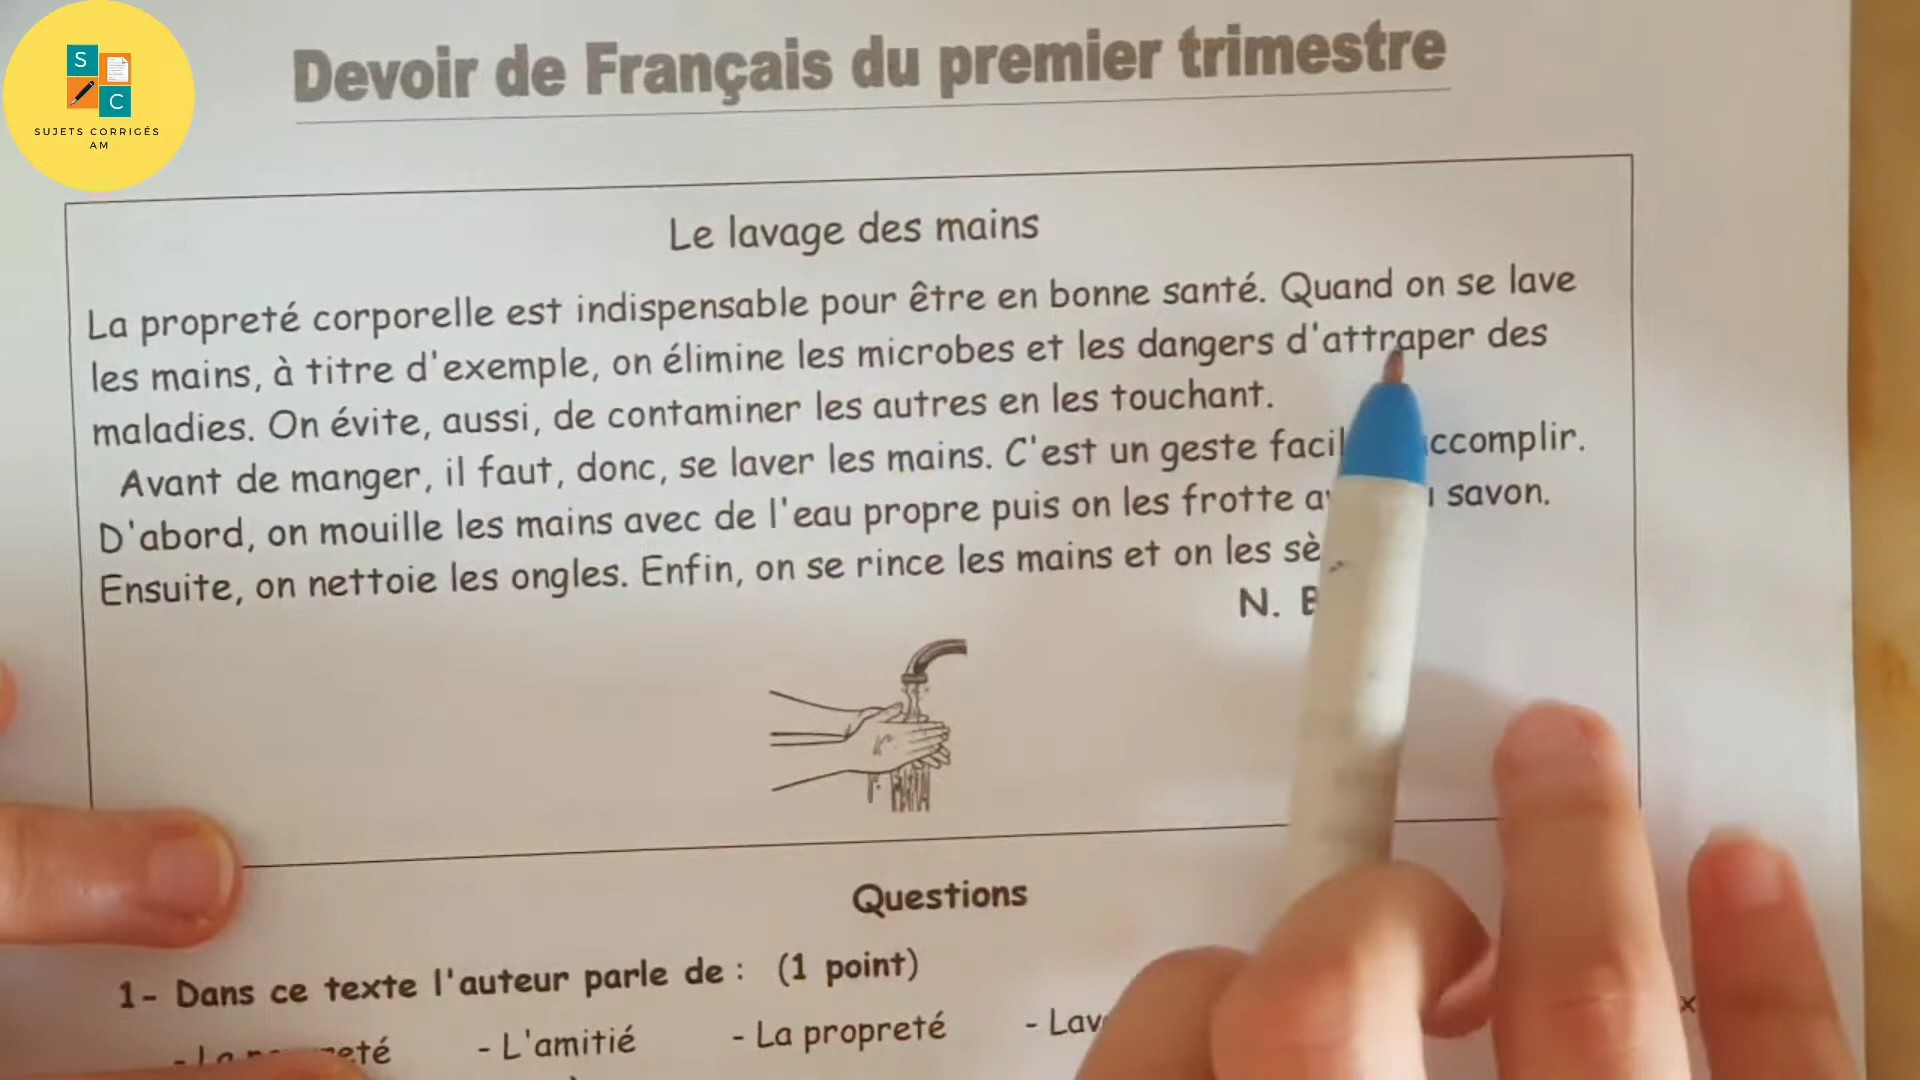 S
C
SUJETS CORRIGÉS
AM
Devoir de Français du premier trimestre
Le lavage des mains
La propreté corporelle est indispensable pour être en bonne santé. Quand on se lave
les mains, à titre d'exemple, on élimine les microbes et les dangers d'attraper des
maladies. On évite, aussi, de contaminer les autres en les touchant.
Avant de manger, il faut, donc, se laver les mains. C'est un geste
D'abord, on mouille les mains avec de l'eau propre puis on les frotte savon.
Ensuite, on nettoie les ongles. Enfin, on se rince les mains et on les
N.
Questions
1- Dans ce texte l'auteur parle de : (1 point)
- La - L'amitié - La propreté -